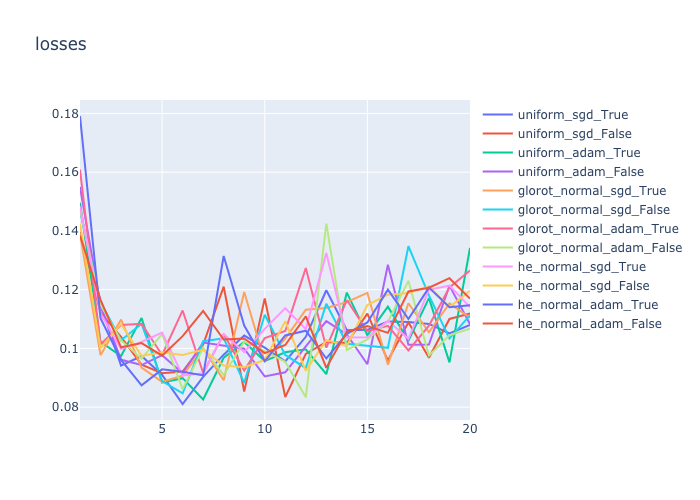 losses
0.18
0.16
0.14
0.12
0.1
0.08
5
10
15
20
uniform_sgd_True
uniform_sgd_False
uniform_adam_True
uniform_adam_False
glorot_normal_sgd_True
glorot_normal_sgd_False
glorot_normal_adam_True
glorot_normal_adam_False
he_normal_sgd_True
he_normal_sgd_False
he_normal_adam_True
he_normal_adam_False